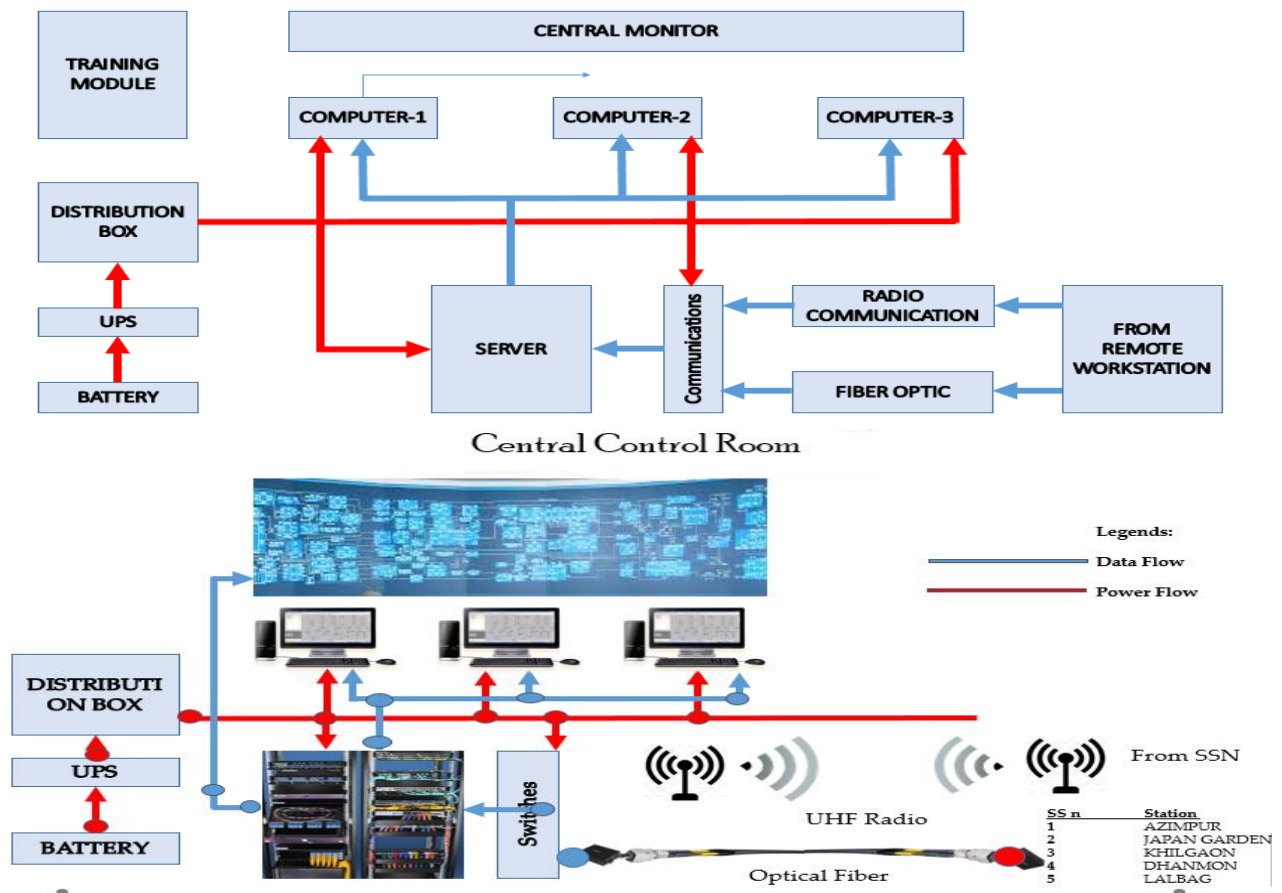 TRAINING
MODULE
CENTRAL MONITOR
COMPUTER-1
COMPUTER-2
COMPUTER-3
DISTRIBUTION
BOX
UPS
BATTERY
SERVER
Communications
RADIO
COMMUNICATION
FIBER OPTIC
FROM
REMOTE
WORKSTATION
Central Control Room
Legends:
Data Flow
Power Flow
DISTRIBUTI
ON BOX
UPS
BATTERY
Switches
UHF Radio
Optical Fiber
From SSN
SS n Station
1 AZIMPUR
2 JAPAN GARDEN
3 KHILGAON
4 DHANMON
5 LALBAG